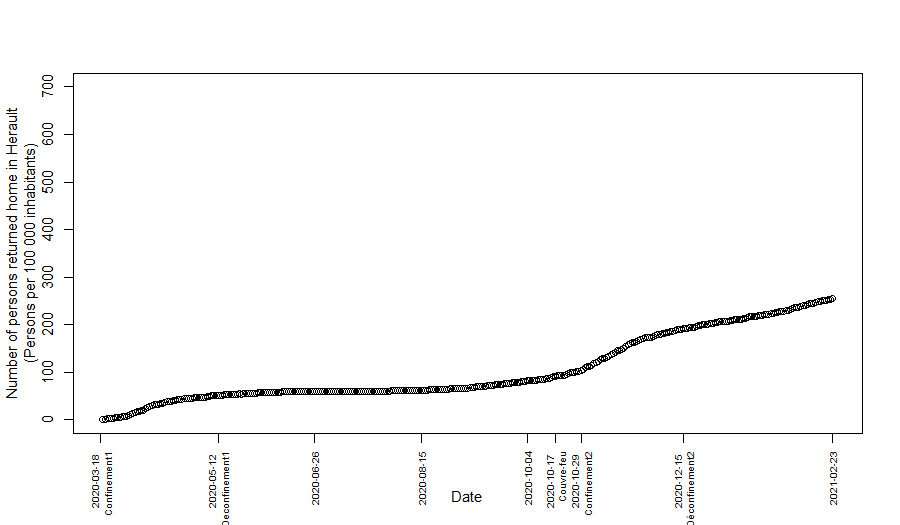 Number of persons returned home in Herault
(Persons per 100 000 inhabitants)
700
600
500
400
300
200
100
0
2020-03-18
Confinement1
2020-05-12
Déconfinement1
2020-06-26
2020-08-15
2020-10-04
2020-10-17
Couvre-feu
2020-10-29
Confinement2
2020-12-15
Déconfinement2
2021-02-23
Date